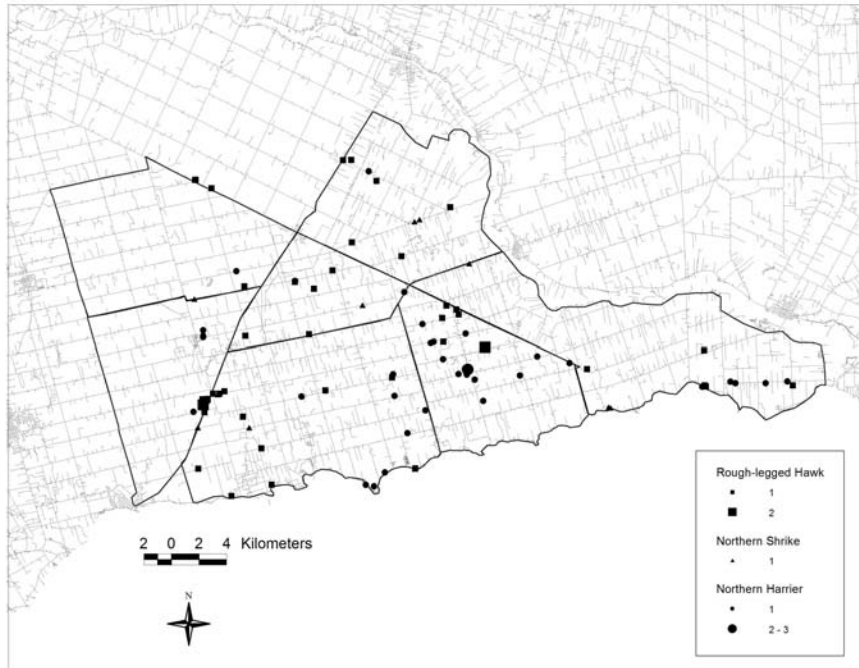 2 0 2 4 Kilometers
N
Rough-legged Hawk
1
2
Northern Shrike
1
Northern Harrier
1
2 - 3